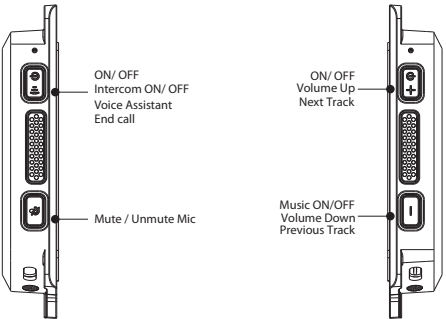 ON/ OFF
Intercom ON/ OFF
Voice Assistant
End call
Mute / Unmute Mic
ON/ OFF
Volume Up
Next Track
Music ON/OFF
Volume Down
Previous Track